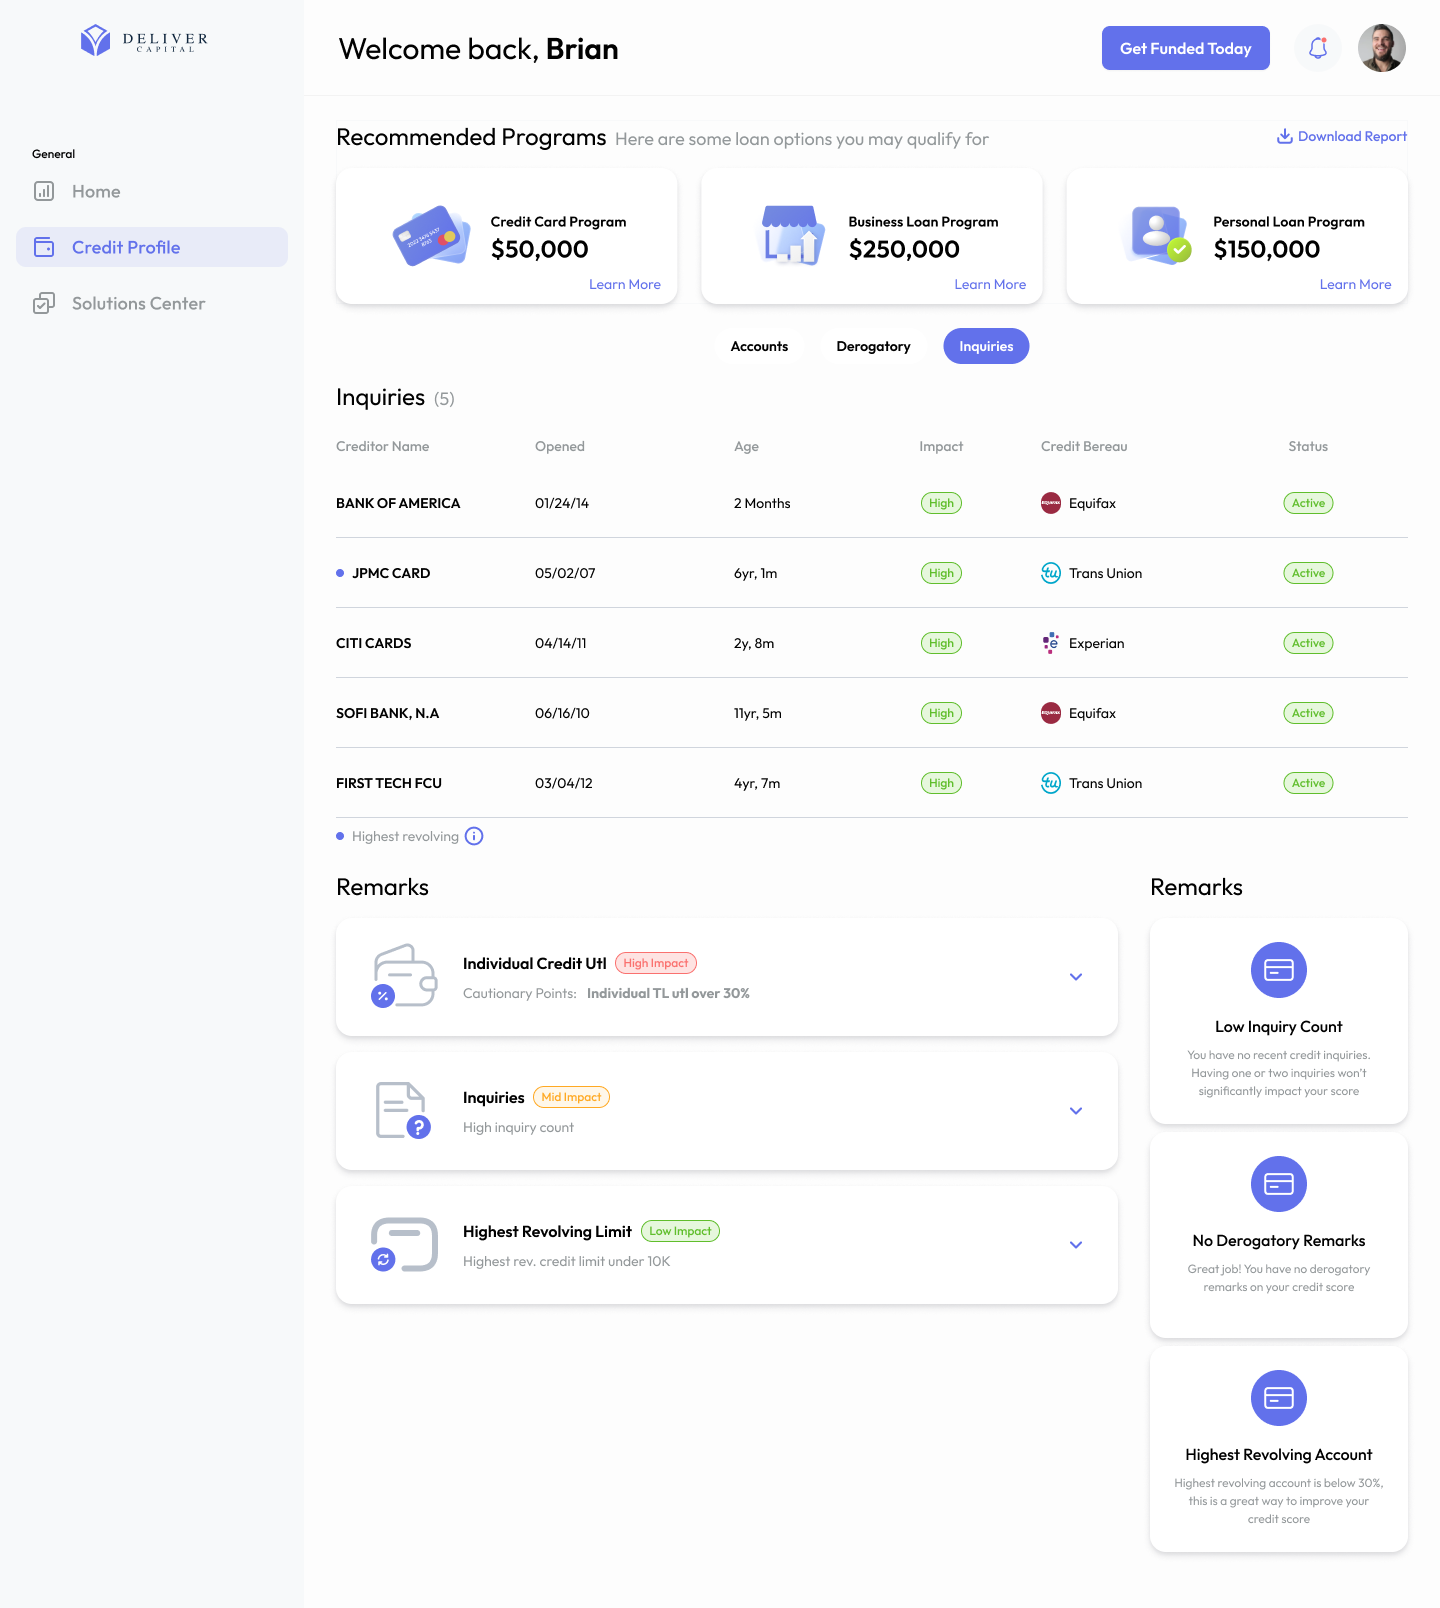 DELIVER
CAPITAL
Welcome back, Brian
Get Funded Today
General
Home
Credit Profile
Solutions Center
Recommended Programs Here are some loan options you may qualify for
Download Report
Credit Card Program
$50,000
Learn More
Business Loan Program
$250,000
Learn More
Personal Loan Program
$150,000
Learn More
Accounts Derogatory Inquiries
Inquiries (5)
Creditor Name Opened Age Impact Credit Bereau Status
BANK OF AMERICA 01/24/14 2 Months High Equifax Active
JPMC CARD 05/02/07 6yr, 1m High tu Trans Union Active
CITI CARDS 04/14/11 2y, 8m High e Experian Active
SOFI BANK, N.A 06/16/10 11yr, 5m High Equifax Active
FIRST TECH FCU 03/04/12 4yr, 7m High tu Trans Union Active
Highest revolving
Remarks
Individual Credit Utl High Impact
Cautionary Points: Individual TL utl over 30%
Inquiries Mid Impact
High inquiry count
Highest Revolving Limit Low Impact
Highest rev. credit limit under 10K
Remarks
Low Inquiry Count
You have no recent credit inquiries.
Having one or two inquiries won't
significantly impact your score
No Derogatory Remarks
Great job! You have no derogatory
remarks on your credit score
Highest Revolving Account
Highest revolving account is below 30%,
this is a great way to improve your
credit score